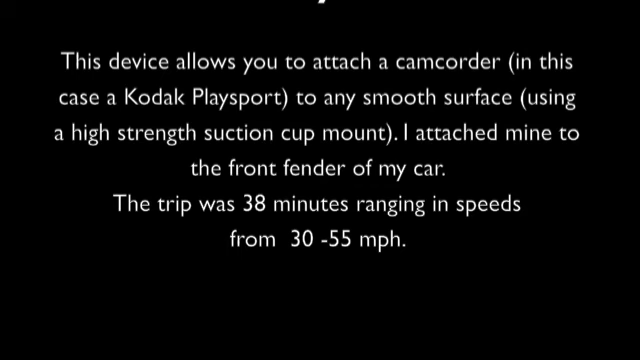 This device allows you to attach a camcorder (in this
case a Kodak Playsport) to any smooth surface (using
a high strength suction cup mount). I attached mine to
the front fender of my car.
The trip was 38 minutes ranging in speeds
from  30 -55 mph.